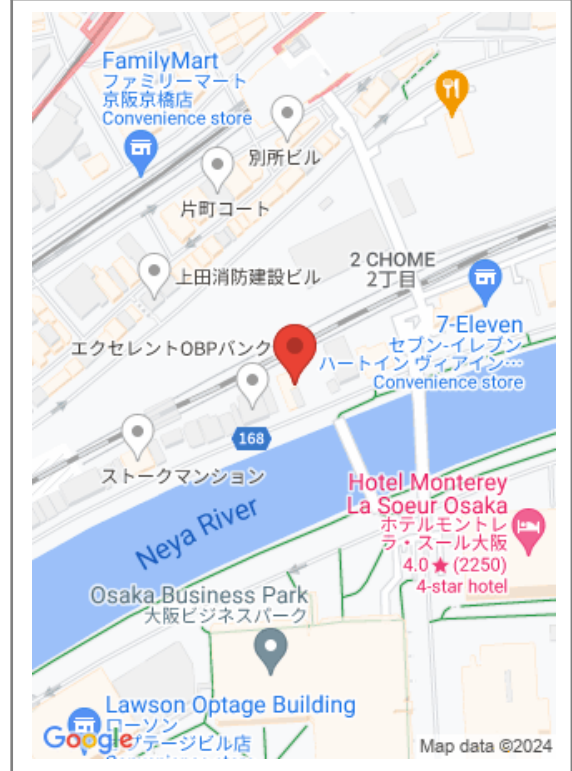 FamilyMart
ファミリーマート
京阪京橋店
Convenience store
別所ビル
片町コート
2 CHOME
2丁目
上田消防建設ビル
7-Eleven
セブン-イレブン
ハートイン ヴィアイン…
Convenience store
エクセレントOBPバンク
168
ストークマンション
Hotel Monterey
La Soeur Osaka
ホテルモントレ
ラ・スール大阪
4.0★(2250)
4-star hotel
Neya River
Osaka Business Park
大阪ビジネスパーク
Lawson Optage Building
ローソン
プテージビル店
Google
Map data ©2024